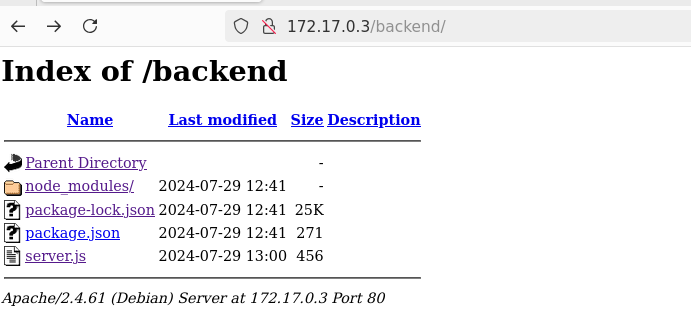 172.17.0.3/backend/
Index of /backend
Name Last modified Size Description
Parent Directory -
node_modules/ 2024-07-29 12:41 -
package-lock.json 2024-07-29 12:41 25K
package.json 2024-07-29 12:41 271
server.js 2024-07-29 13:00 456
Apache/2.4.61 (Debian) Server at 172.17.0.3 Port 80